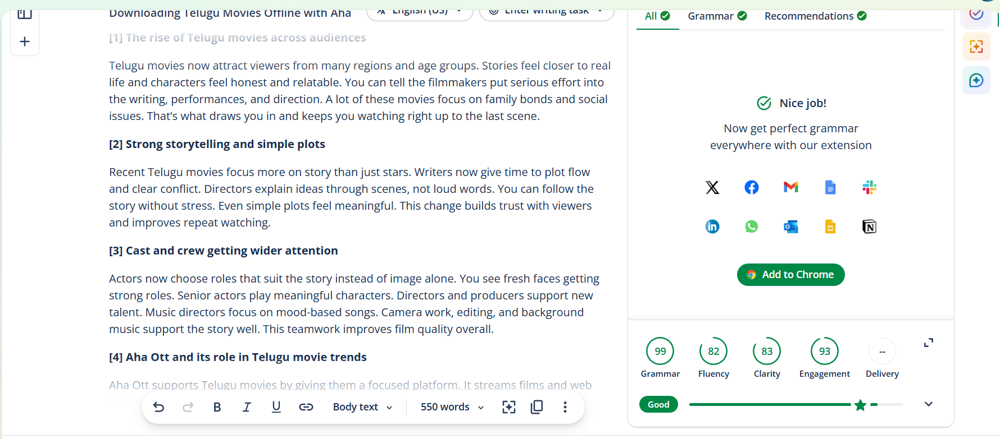 Downloading Telugu Movies Offline with Aha
English (US)
Enter writing task
[1] The rise of Telugu movies across audiences
Telugu movies now attract viewers from many regions and age groups. Stories feel closer to real
life and characters feel honest and relatable. You can tell the filmmakers put serious effort into
the writing, performances, and direction. A lot of these movies focus on family bonds and social
issues. That’s what draws you in and keeps you watching right up to the last scene.
[2] Strong storytelling and simple plots
Recent Telugu movies focus more on story than just stars. Writers now give time to plot flow
and clear conflict. Directors explain ideas through scenes, not loud words. You can follow the
story without stress. Even simple plots feel meaningful. This change builds trust with viewers
and improves repeat watching.
[3] Cast and crew getting wider attention
Actors now choose roles that suit the story instead of image alone. You see fresh faces getting
strong roles. Senior actors play meaningful characters. Directors and producers support new
talent. Music directors focus on mood-based songs. Camera work, editing, and background
music support the story well. This teamwork improves film quality overall.
[4] Aha Ott and its role in Telugu movie trends
Aha Ott supports Telugu movies by giving them a focused platform. It streams films and web
B I U Body text 550 words
All Grammar Recommendations
Nice job!
Now get perfect grammar
everywhere with our extension
Add to Chrome
99 82 83 93 --
Grammar Fluency Clarity Engagement Delivery
Good